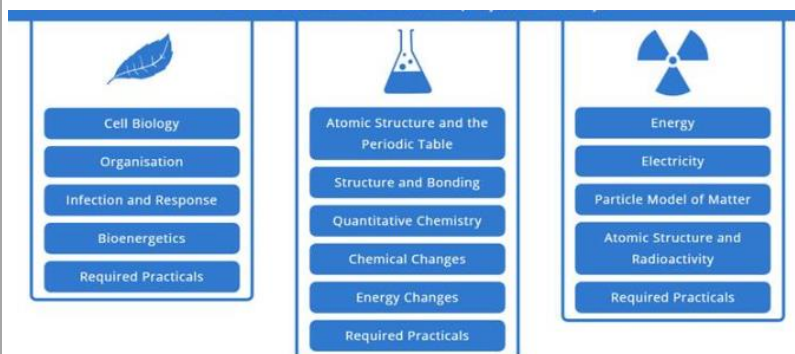 Cell Biology
Organisation
Infection and Response
Bioenergetics
Required Practicals
Atomic Structure and the
Periodic Table
Structure and Bonding
Quantitative Chemistry
Chemical Changes
Energy Changes
Required Practicals
Energy
Electricity
Particle Model of Matter
Atomic Structure and
Radioactivity
Required Practicals